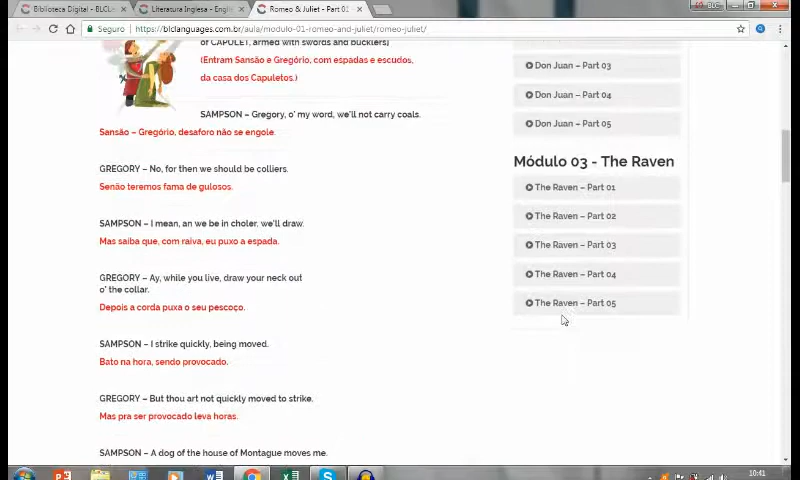 Biblioteca Digital - BLCL
Literatura Inglesa - Engl
Romeo & Juliet - Part 01
BLC
Seguro
https://blclanguages.com.br/aula/modulo-01-romeo-and-juliet/romeo-juliet/
of CAPULET, armed with swords and bucklers]
(Entram Sansão e Gregório, com espadas e escudos,
da casa dos Capuletos.)
SAMPSON – Gregory, o' my word, we'll not carry coals.
Sansão – Gregório, desaforo não se engole.
GREGORY – No, for then we should be colliers.
Senão teremos fama de gulosos.
SAMPSON – I mean, an we be in choler, we'll draw.
Mas saiba que, com raiva, eu puxo a espada.
GREGORY – Ay, while you live, draw your neck out
o' the collar.
Depois a corda puxa o seu pescoço.
SAMPSON – I strike quickly, being moved.
Bato na hora, sendo provocado.
GREGORY – But thou art not quickly moved to strike.
Mas pra ser provocado leva horas.
SAMPSON – A dog of the house of Montague moves me.
Don Juan – Part 03
Don Juan – Part 04
Don Juan – Part 05
Módulo 03 - The Raven
The Raven – Part 01
The Raven – Part 02
The Raven – Part 03
The Raven – Part 04
The Raven – Part 05
10:41